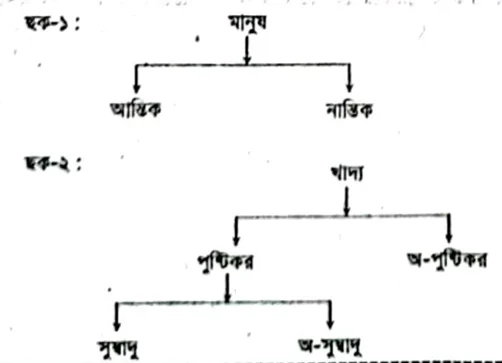 ছক-১ : মানুষ
আস্তিক নাস্তিক
ছক-২ :
খাদ্য
পুষ্টিকর অ-পুষ্টিকর
সুস্বাদু অ-সুস্বাদু